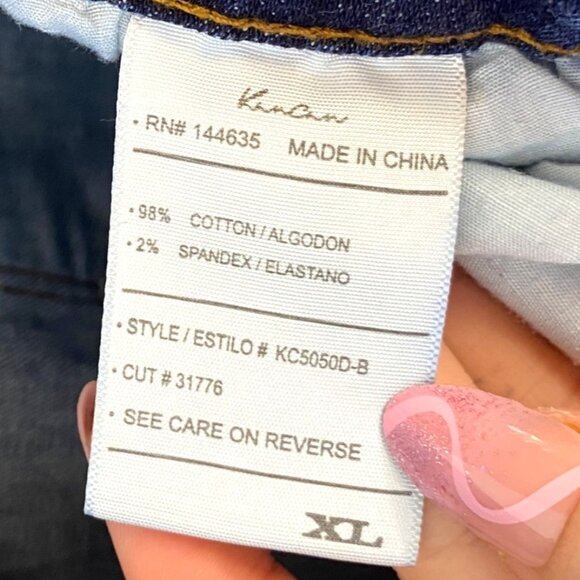 KanCan
• RN# 144635 MADE IN CHINA
• 98% COTTON / ALGODON
• 2% SPANDEX / ELASTANO
• STYLE / ESTILO # KC5050D-B
• CUT # 31776
• SEE CARE ON REVERSE
XL